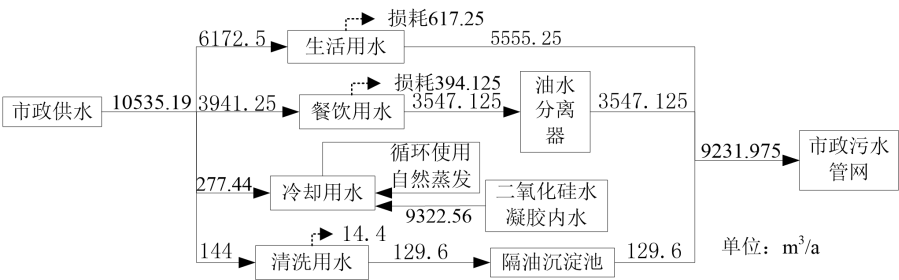 损耗617.25
6172.5
生活用水
5555.25
损耗394.125
市政供水
10535.19
3941.25
餐饮用水
3547.125
油水
分离
器
3547.125
9231.975
市政污水
管网
277.44
冷却用水
循环使用
自然蒸发
9322.56
二氧化硅水
凝胶内水
14.4
144
清洗用水
129.6
隔油沉淀池
129.6
单位：m³/a